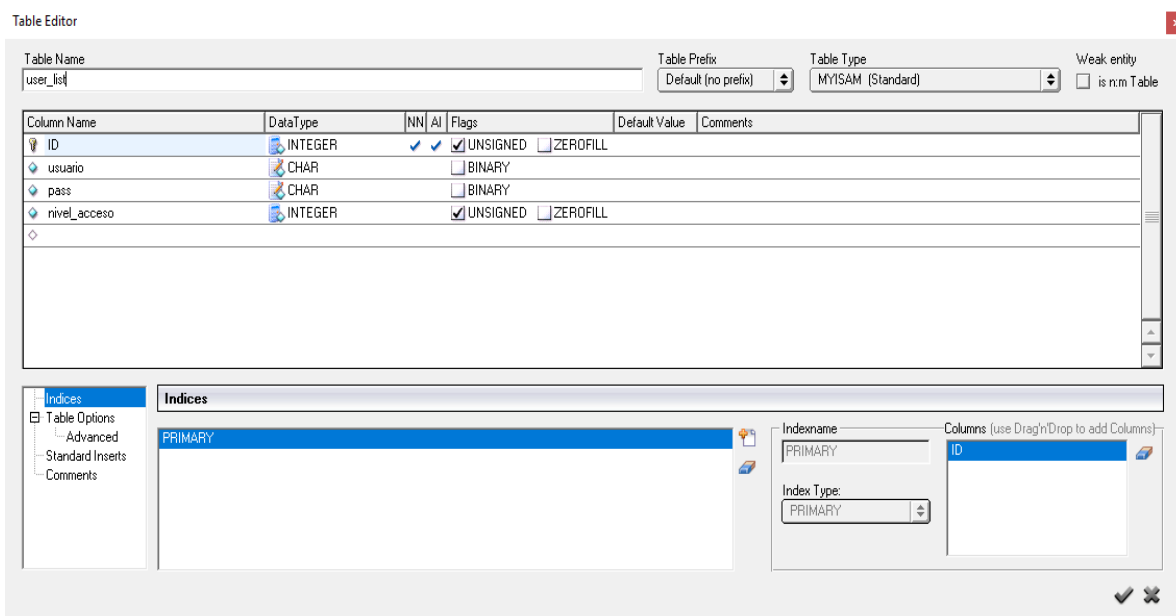 Table Editor
Table Name Table Prefix Table Type Weak entity
user_list Default (no prefix) MYISAM (Standard) is n:m Table
Column Name DataType NN AI Flags Default Value Comments
ID INTEGER UNSIGNED ZEROFILL
usuario CHAR BINARY
pass CHAR BINARY
nivel_acceso INTEGER UNSIGNED ZEROFILL
Indices
Table Options
Advanced
Standard Inserts
Comments
Indices
PRIMARY
Indexname
PRIMARY
Index Type:
PRIMARY
Columns (use Drag'n'Drop to add Columns)
ID